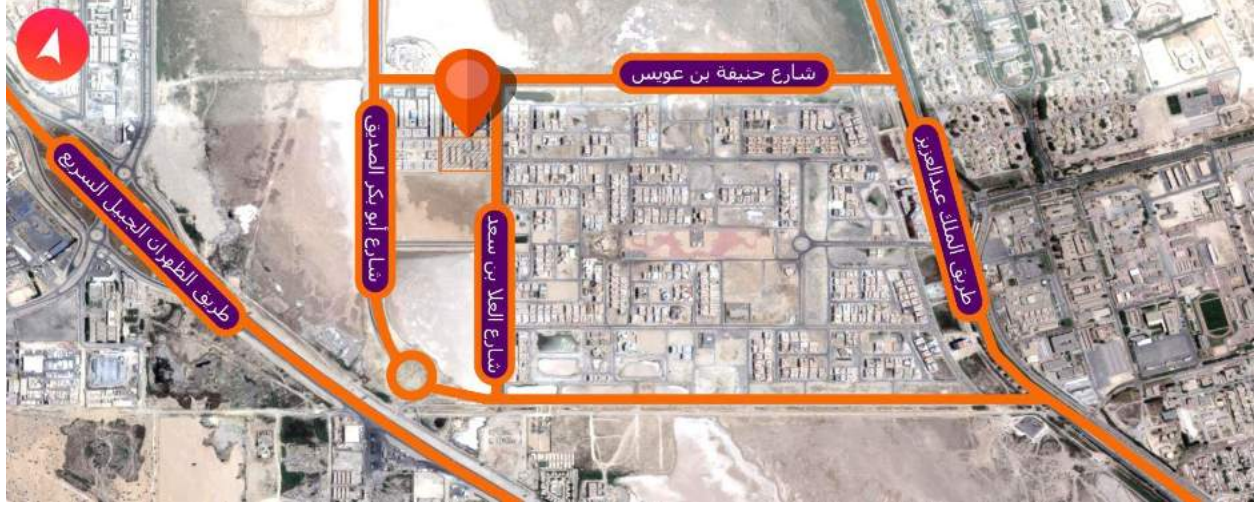 شارع حنيفة بن عويس
شارع أبو بكر الصديق
طريق الملك عبدالعزيز
طريق الظهران الجبيل السريع
شارع العلا بن سعد